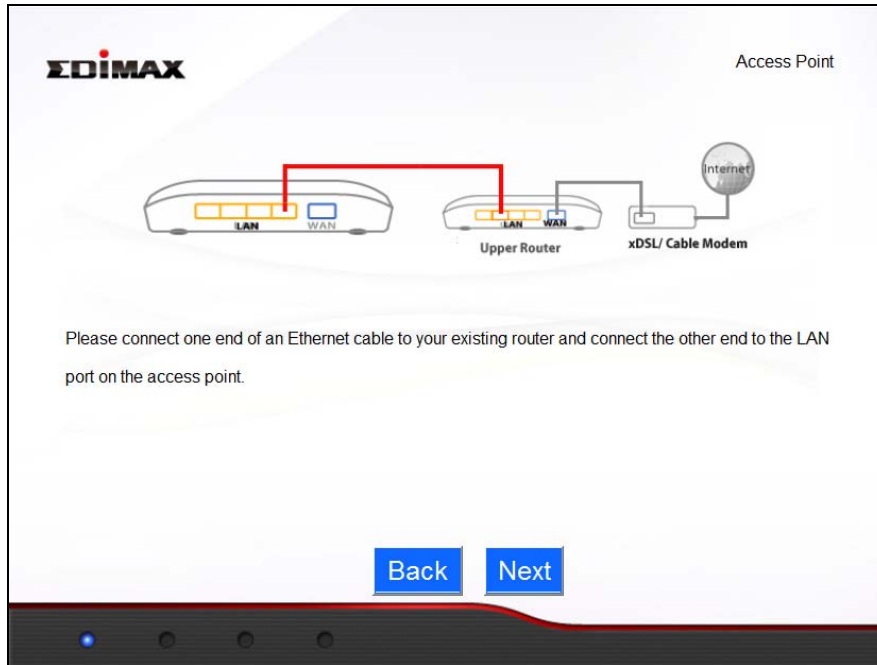 EDIMAX
Access Point
Internet
LAN
WAN
LAN
WAN
Upper Router
xDSL/ Cable Modem
Please connect one end of an Ethernet cable to your existing router and connect the other end to the LAN
port on the access point.
Back
Next